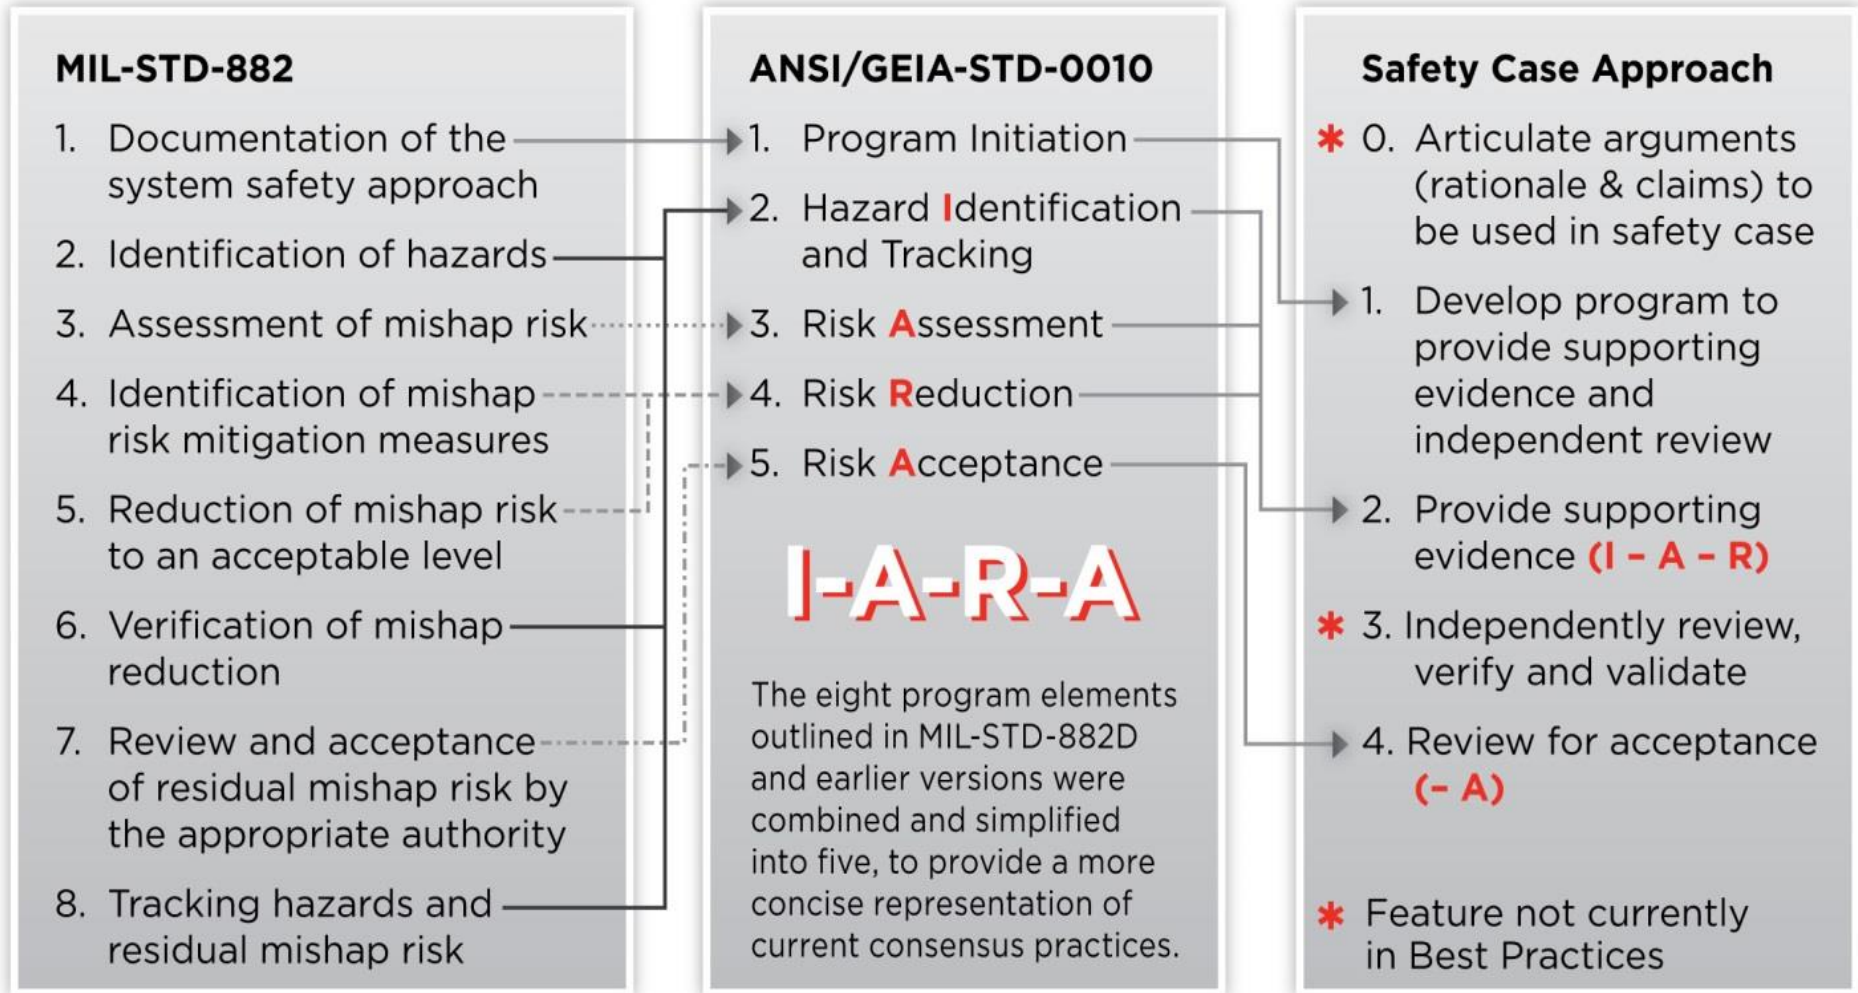 MIL-STD-882
1. Documentation of the
system safety approach
2. Identification of hazards
3. Assessment of mishap risk
4. Identification of mishap
risk mitigation measures
5. Reduction of mishap risk
to an acceptable level
6. Verification of mishap
reduction
7. Review and acceptance
of residual mishap risk by
the appropriate authority
8. Tracking hazards and
residual mishap risk
ANSI/GEIA-STD-0010
1. Program Initiation
2. Hazard Identification
and Tracking
3. Risk Assessment
4. Risk Reduction
5. Risk Acceptance
I-A-R-A
The eight program elements
outlined in MIL-STD-882D
and earlier versions were
combined and simplified
into five, to provide a more
concise representation of
current consensus practices.
Safety Case Approach
* 0. Articulate arguments
(rationale & claims) to
be used in safety case
1. Develop program to
provide supporting
evidence and
independent review
2. Provide supporting
evidence (I – A – R)
* 3. Independently review,
verify and validate
4. Review for acceptance
(– A)
* Feature not currently
in Best Practices